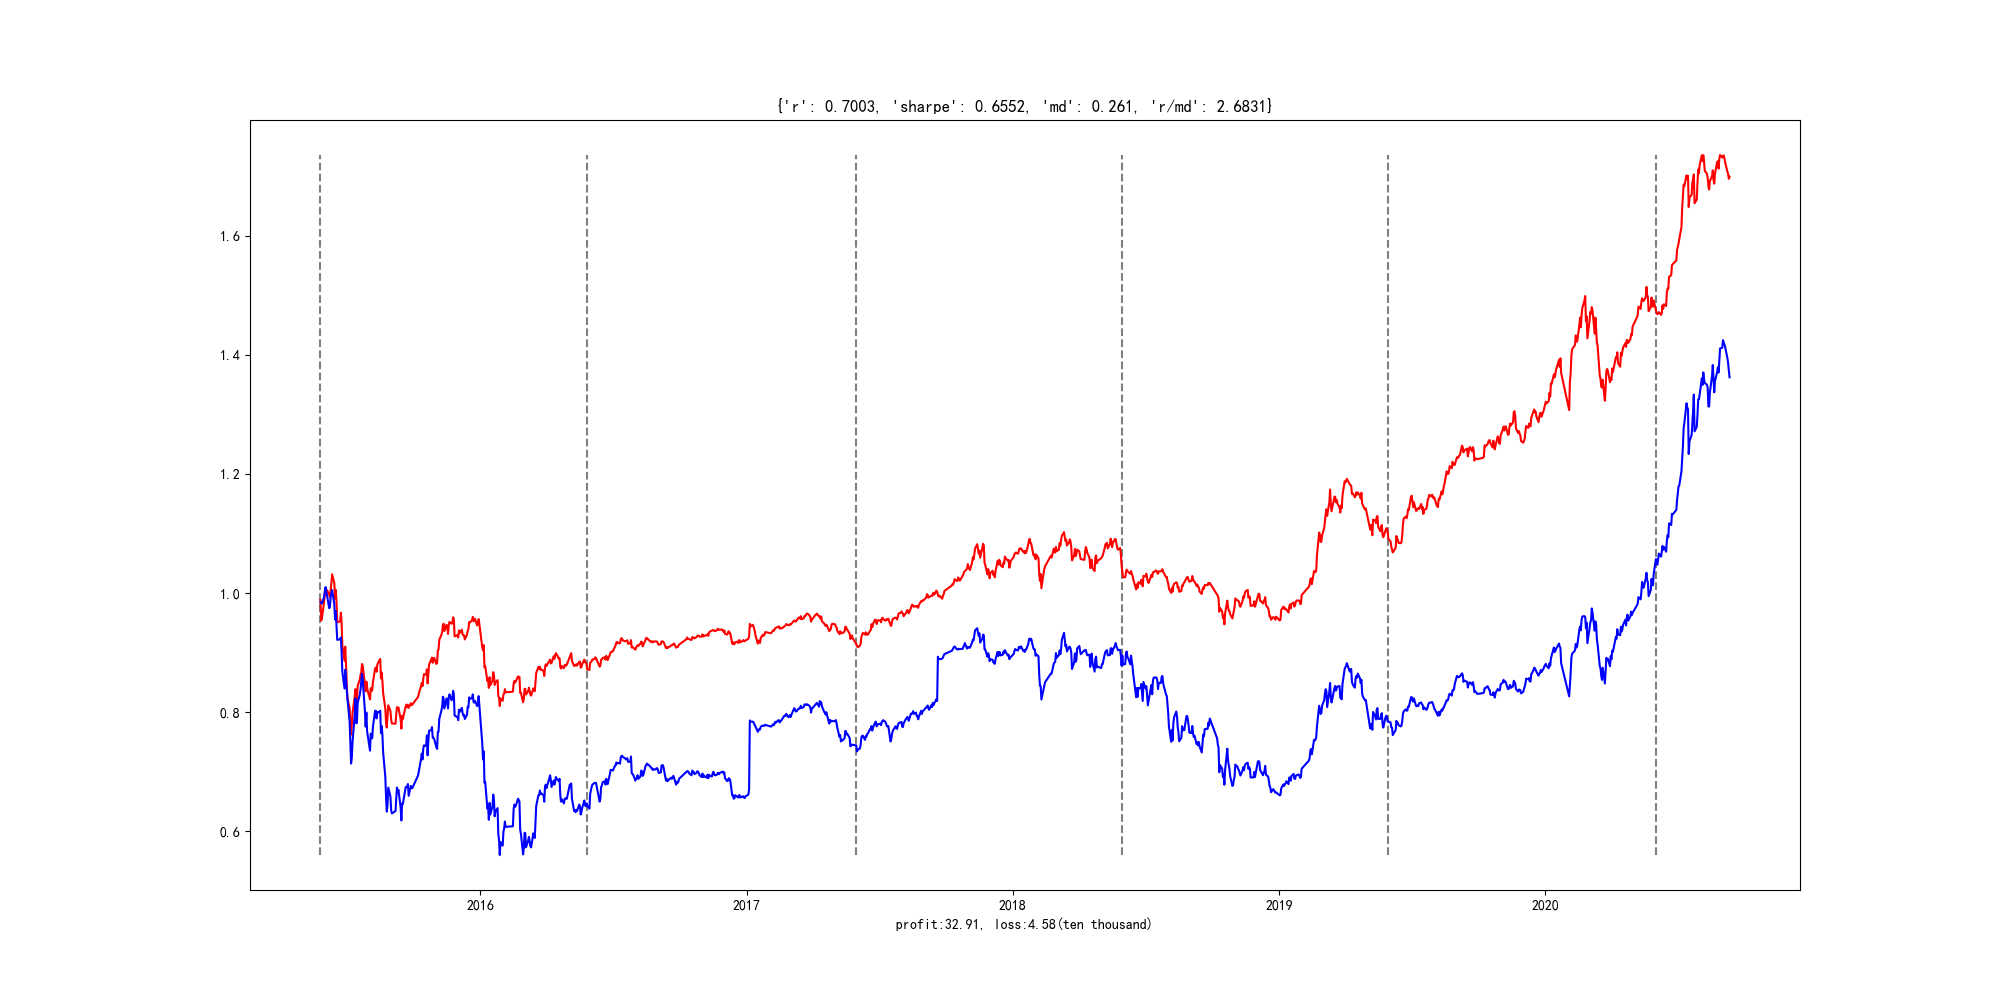 {'r': 0.7003, 'sharpe': 0.6552, 'md': 0.261, 'r/md': 2.6831}
1.6
1.4
1.2
1.0
0.8
0.6
2016 2017 2018 2019 2020
profit:32.91, loss:4.58(ten thousand)